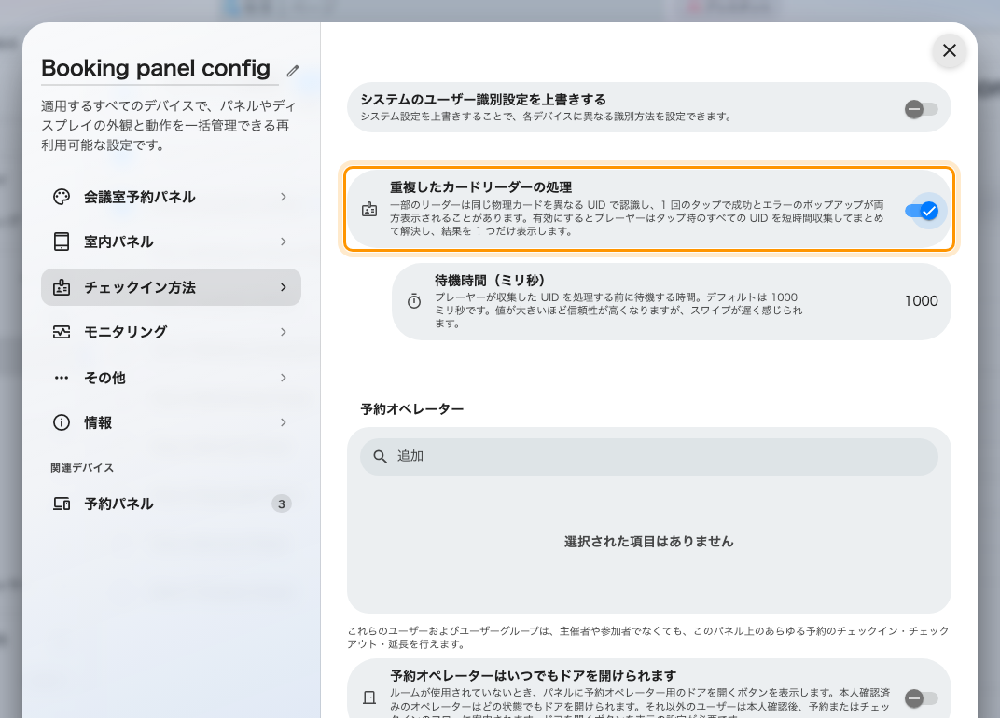 Booking panel config
適用するすべてのデバイスで、パネルやディ
スプレイの外観と動作を一括管理できる再
利用可能な設定です。
会議室予約パネル
室内パネル
チェックイン方法
モニタリング
その他
情報
関連デバイス
予約パネル
3
システムのユーザー識別設定を上書きする
システム設定を上書きすることで、各デバイスに異なる識別方法を設定できます。
重複したカードリーダーの処理
一部のリーダーは同じ物理カードを異なる UID で認識し、1 回のタップで成功とエラーのポップアップが両
方表示されることがあります。有効にするとプレーヤーはタップ時のすべての UID を短時間収集してまとめ
て解決し、結果を 1 つだけ表示します。
待機時間（ミリ秒）
プレーヤーが収集した UID を処理する前に待機する時間。デフォルトは 1000
ミリ秒です。値が大きいほど信頼性が高くなりますが、スワイプが遅く感じられ
ます。
1000
予約オペレーター
追加
選択された項目はありません
これらのユーザーおよびユーザーグループは、主催者や参加者でなくても、このパネル上のあらゆる予約のチェックイン・チェック
アウト・延長を行えます。
予約オペレーターはいつでもドアを開けられます
ルームが使用されていないとき、パネルに予約オペレーター用のドアを開くボタンを表示します。本人確認済
みのオペレーターはどの状態でもドアを開けられます。それ以外のユーザーは本人確認後、予約またはチェッ